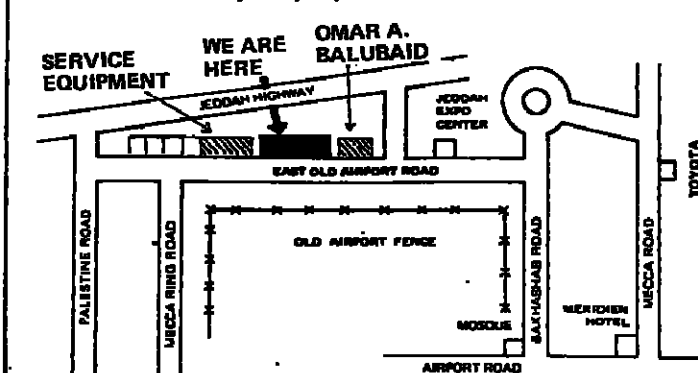 SERVICE
EQUIPMENT
WE ARE
HERE
OMAR A.
BALUBAID
JEDDAH HIGHWAY
JEDDAH
EXPO
CENTER
EAST OLD AIRPORT ROAD
TOYOTA
PALESTINE ROAD
MECCA RING ROAD
OLD AIRPORT FENCE
BAKHASHAB ROAD
MECCA ROAD
MOSQUE
MERIDIEN
HOTEL
AIRPORT ROAD